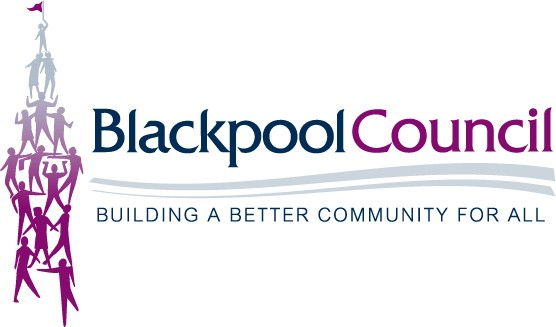 BlackpoolCouncil
BUILDING A BETTER COMMUNITY FOR ALL